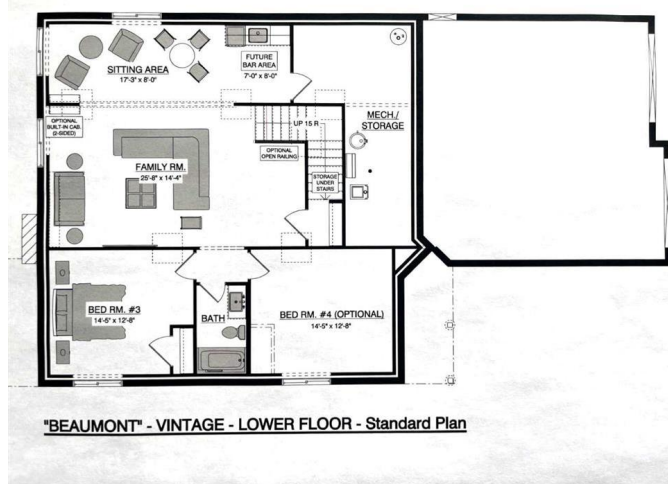 SITTING AREA
17'-3" x 8'-0"
FUTURE
BAR AREA
7'-0" x 8'-0"
OPTIONAL
BUILT-IN CAB.
(2-SIDED)
UP 15 R
MECH./
STORAGE
OPTIONAL
OPEN RAILING
FAMILY RM.
25'-8" x 14'-4"
STORAGE
UNDER
STAIRS
BED RM. #3
14'-5" x 12'-8"
BATH
BED RM. #4 (OPTIONAL)
14'-5" x 12'-8"
"BEAUMONT" - VINTAGE - LOWER FLOOR - Standard Plan